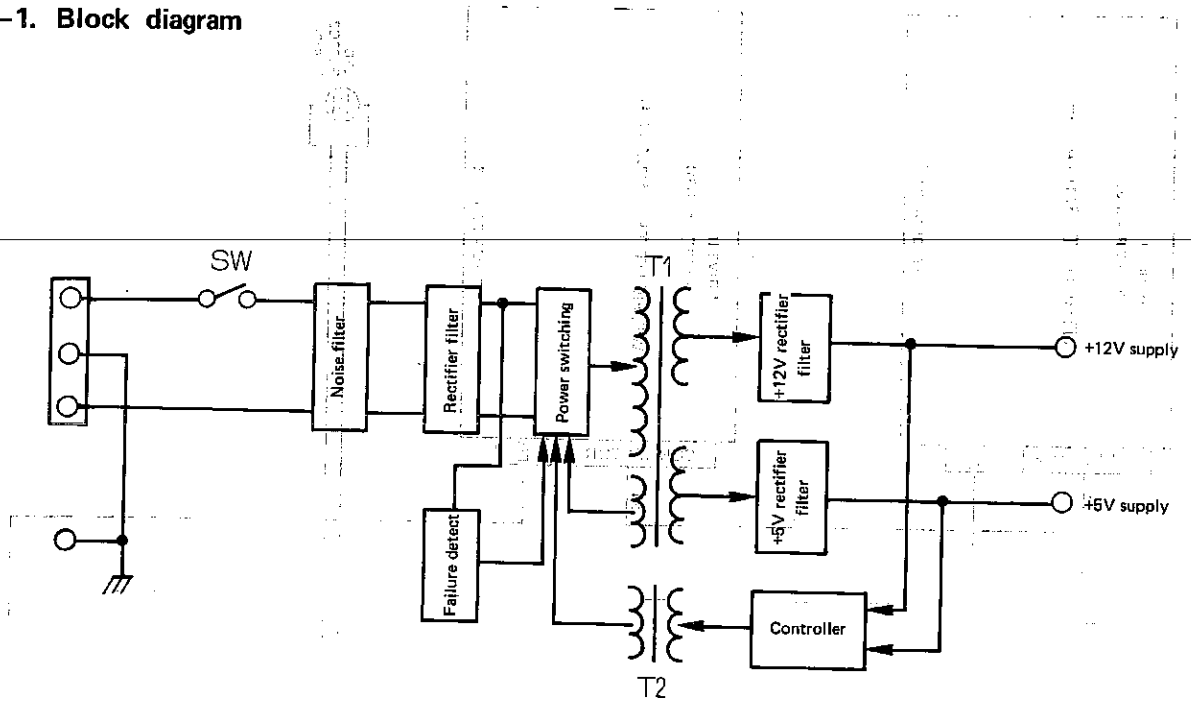 –1. Block diagram
SW
T1
Noise filter
Rectifier filter
Power switching
+12V rectifier
filter
+12V supply
+5V rectifier
filter
+5V supply
Failure detect
Controller
T2